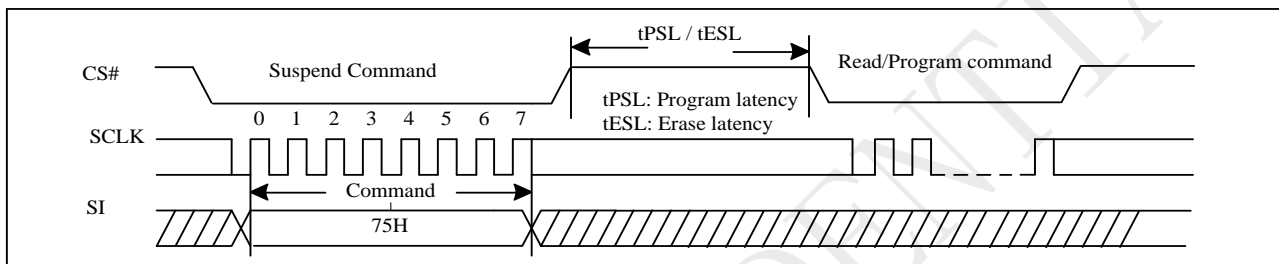 tPSL / tESL
CS#
Suspend Command
Read/Program command
tPSL: Program latency
tESL: Erase latency
0 1 2 3 4 5 6 7
SCLK
Command
SI
75H